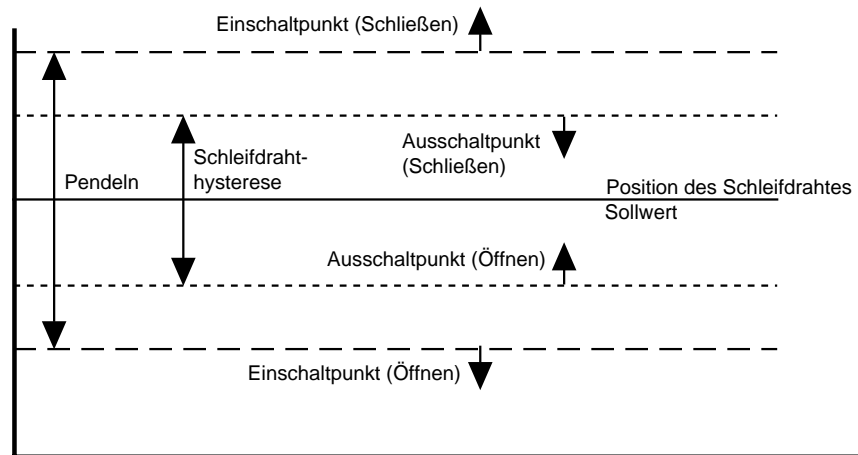 Einschaltpunkt (Schließen)
Ausschaltpunkt
(Schließen)
Schleifdraht-
hysterese
Pendeln
Position des Schleifdrahtes
Sollwert
Ausschaltpunkt (Öffnen)
Einschaltpunkt (Öffnen)